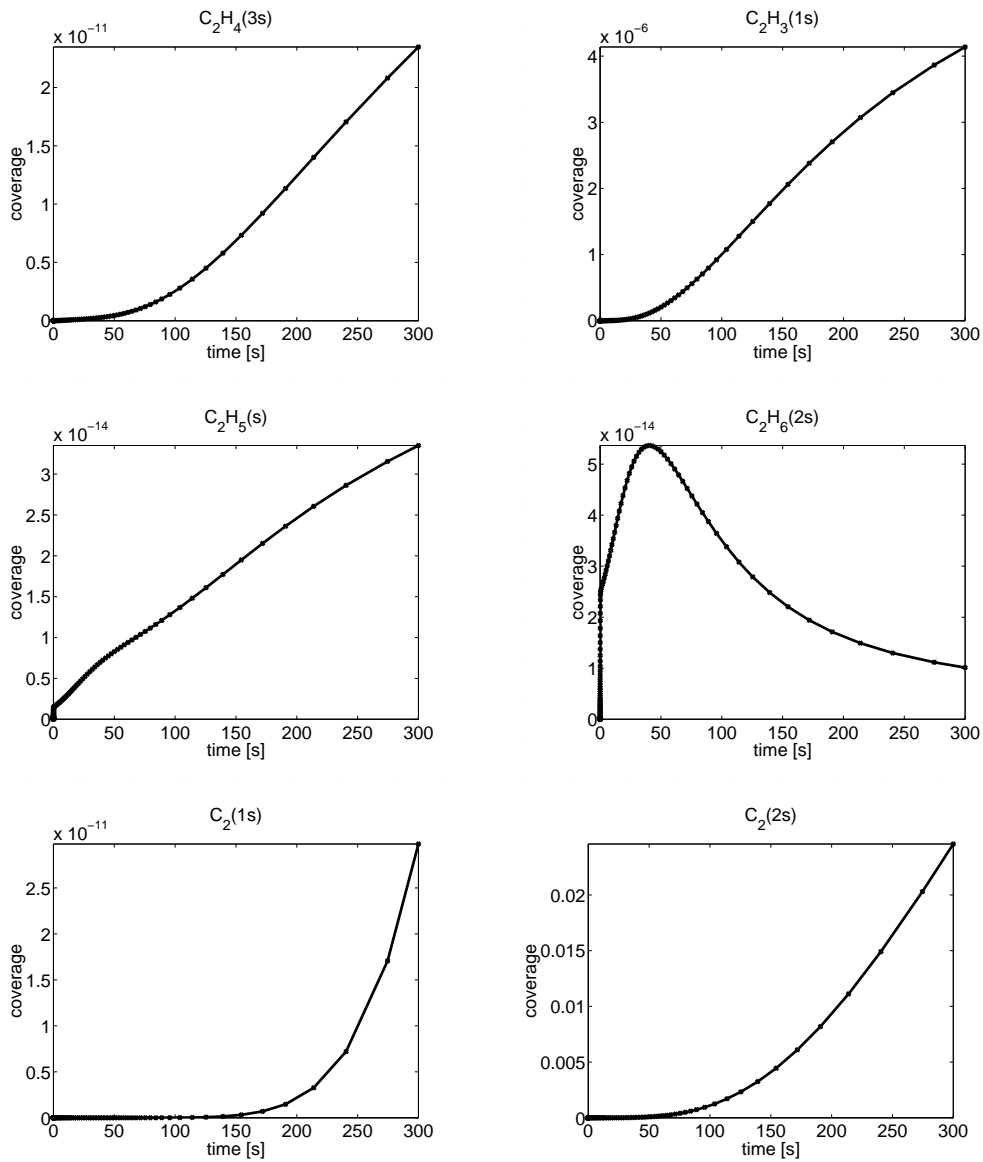 C2H4(3s)
x 10−11
2
1.5
1
0.5
0
coverage
0 50 100 150 200 250 300
time [s]
C2H3(1s)
x 10−6
4
3
2
1
0
coverage
0 50 100 150 200 250 300
time [s]
C2H5(s)
x 10−14
3
2.5
2
1.5
1
0.5
0
coverage
0 50 100 150 200 250 300
time [s]
C2H6(2s)
x 10−14
5
4
3
2
1
0
coverage
0 50 100 150 200 250 300
time [s]
C2(1s)
x 10−11
2.5
2
1.5
1
0.5
0
coverage
0 50 100 150 200 250 300
time [s]
C2(2s)
0.02
0.015
0.01
0.005
0
coverage
0 50 100 150 200 250 300
time [s]